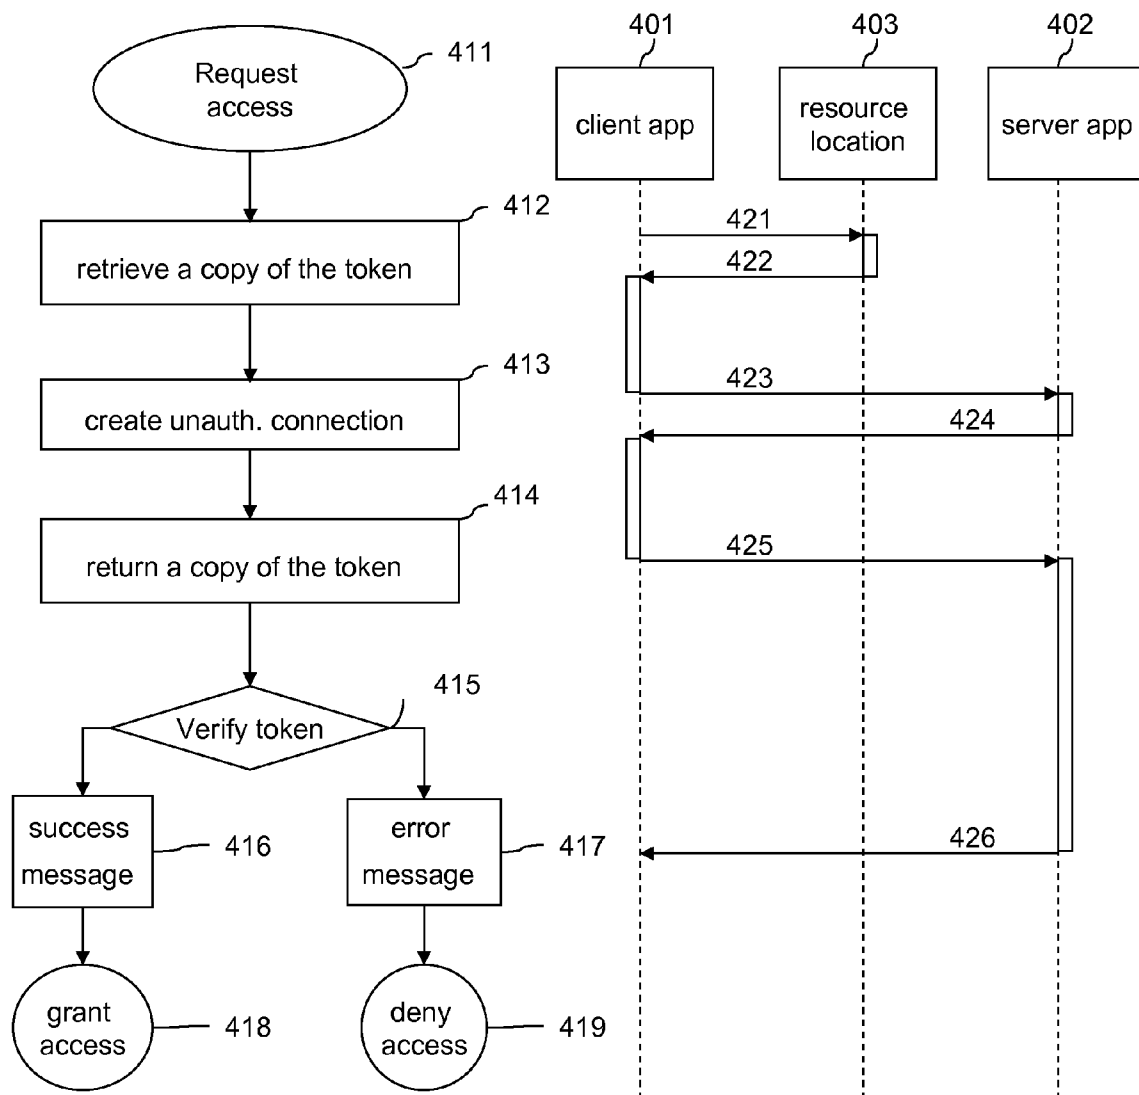 Request
access
411
retrieve a copy of the token
412
create unauth. connection
413
return a copy of the token
414
Verify token
415
success
message
416
error
message
417
grant
access
418
deny
access
419
401
403
402
client app
resource
location
server app
421
422
423
424
425
426